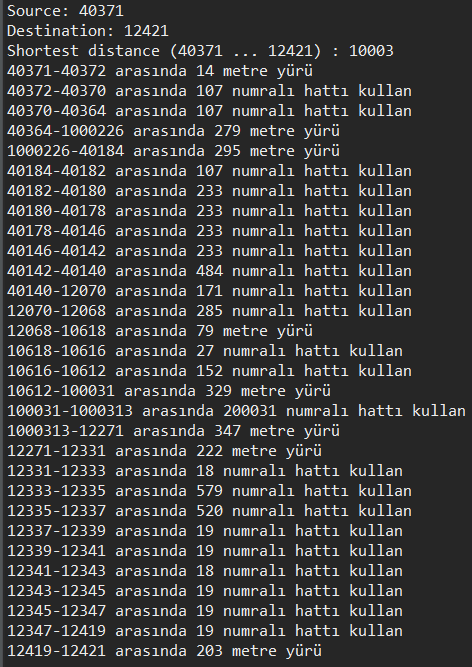 Source: 40371
Destination: 12421
Shortest distance (40371 ... 12421) : 10003
40371-40372 arasında 14 metre yürü
40372-40370 arasında 107 numralı hattı kullan
40370-40364 arasında 107 numralı hattı kullan
40364-1000226 arasında 279 metre yürü
1000226-40184 arasında 295 metre yürü
40184-40182 arasında 107 numralı hattı kullan
40182-40180 arasında 233 numralı hattı kullan
40180-40178 arasında 233 numralı hattı kullan
40178-40146 arasında 233 numralı hattı kullan
40146-40142 arasında 233 numralı hattı kullan
40142-40140 arasında 484 numralı hattı kullan
40140-12070 arasında 171 numralı hattı kullan
12070-12068 arasında 285 numralı hattı kullan
12068-10618 arasında 79 metre yürü
10618-10616 arasında 27 numralı hattı kullan
10616-10612 arasında 152 numralı hattı kullan
10612-100031 arasında 329 metre yürü
100031-1000313 arasında 200031 numralı hattı kullan
1000313-12271 arasında 347 metre yürü
12271-12331 arasında 222 metre yürü
12331-12333 arasında 18 numralı hattı kullan
12333-12335 arasında 579 numralı hattı kullan
12335-12337 arasında 520 numralı hattı kullan
12337-12339 arasında 19 numralı hattı kullan
12339-12341 arasında 19 numralı hattı kullan
12341-12343 arasında 18 numralı hattı kullan
12343-12345 arasında 19 numralı hattı kullan
12345-12347 arasında 19 numralı hattı kullan
12347-12419 arasında 19 numralı hattı kullan
12419-12421 arasında 203 metre yürü